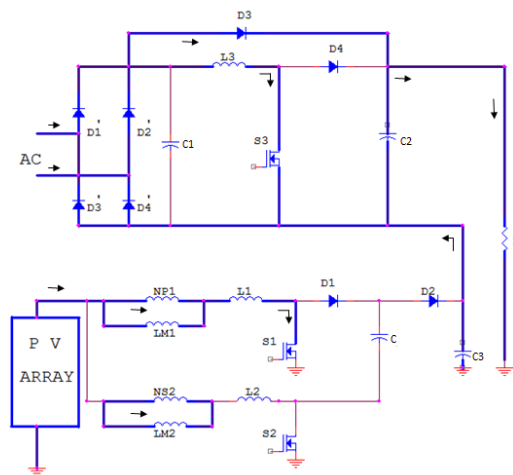 D3
L3
D4
D1'
D2'
C1
C2
S3
AC
D3'
D4'
NP1
L1
D1
D2
LM1
S1
C
C3
P V
ARRAY
NS2
L2
LM2
S2